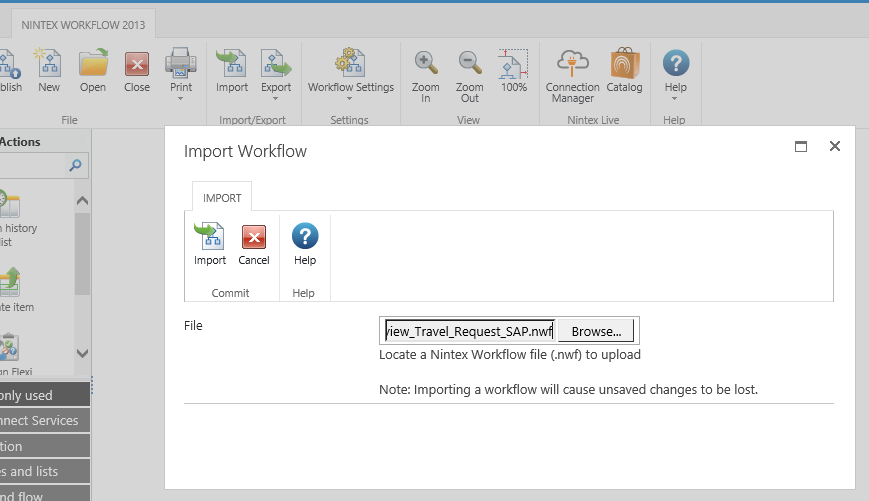 NINTEX WORKFLOW 2013
blish New Open Close Print Import Export Workflow Settings Zoom In Zoom Out 100% Connection Manager Catalog Help
File Import/Export Settings View Nintex Live Help
Actions
n history
list
te item
gn Flexi
only used
nnect Services
tion
es and lists
nd flow
Import Workflow
IMPORT
Import Cancel Help
Commit Help
File
view_Travel_Request_SAP.nwf Browse...
Locate a Nintex Workflow file (.nwf) to upload
Note: Importing a workflow will cause unsaved changes to be lost.